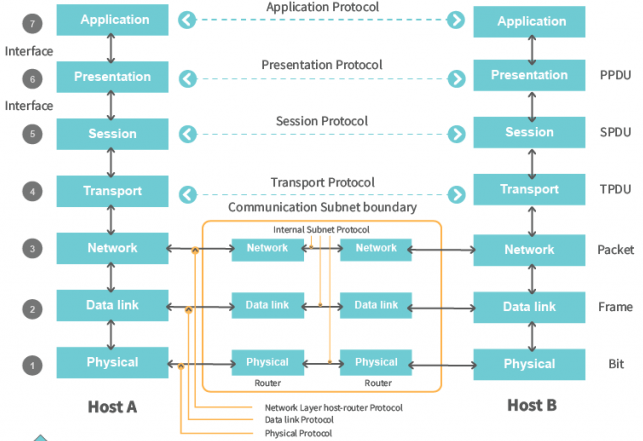 Application Protocol
7
Application
Application
Interface
Presentation Protocol
6
Presentation
Presentation
PPDU
Interface
Session Protocol
5
Session
Session
SPDU
Transport Protocol
4
Transport
Transport
TPDU
Communication Subnet boundary
Internal Subnet Protocol
3
Network
Network
Network
Network
Packet
2
Data link
Data link
Data link
Data link
Frame
1
Physical
Physical
Physical
Physical
Bit
Router
Router
Host A
Host B
Network Layer host-router Protocol
Data link Protocol
Physical Protocol